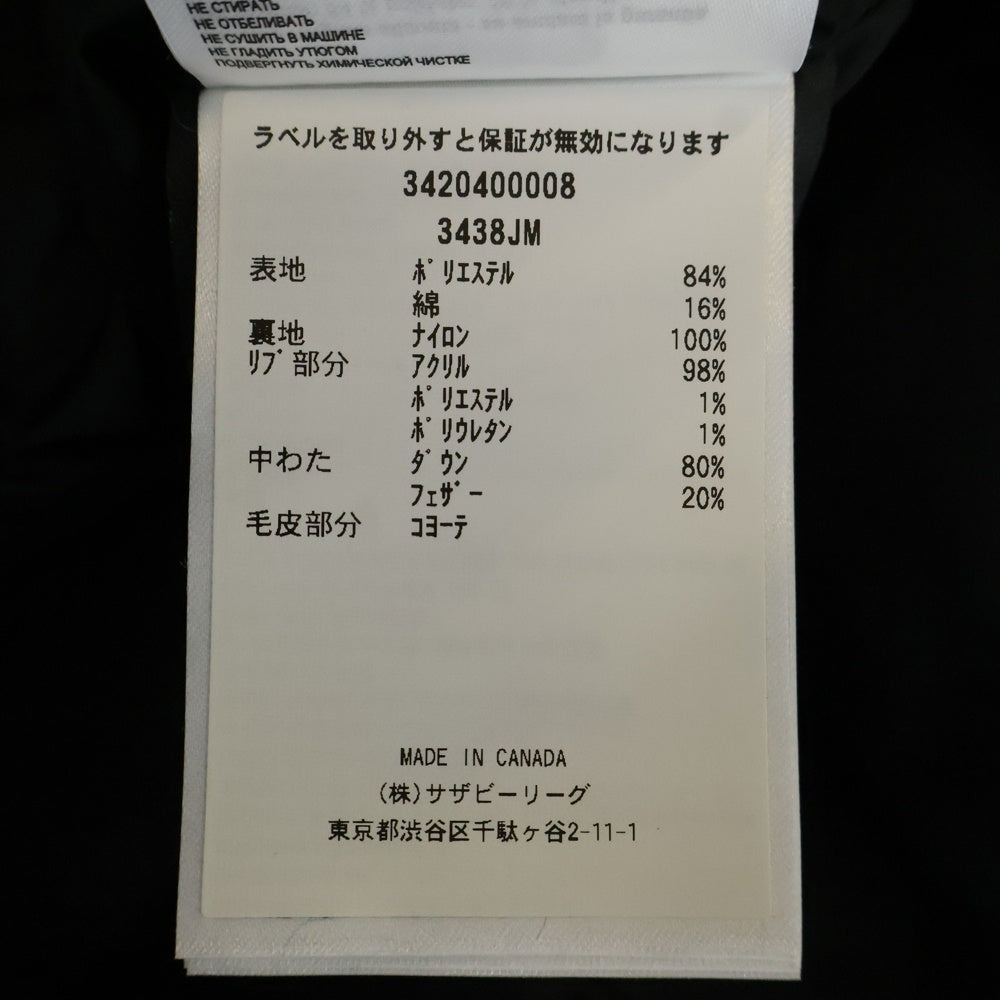 НЕ СТИРАТЬ
НЕ ОТБЕЛИВАТЬ
НЕ СУШИТЬ В МАШИНЕ
НЕ ГЛАДИТЬ УТЮГОМ
ПОДВЕРГНУТЬ ХИМИЧЕСКОЙ ЧИСТКЕ
ラベルを取り外すと保証が無効になります
3420400008
3438JM
表地 ﾎﾟﾘｴｽﾃﾙ 84%
綿 16%
裏地 ﾅｲﾛﾝ 100%
ﾘﾌﾞ部分 ｱｸﾘﾙ 98%
ﾎﾟﾘｴｽﾃﾙ 1%
ﾎﾟﾘｳﾚﾀﾝ 1%
中わた ﾀﾞｳﾝ 80%
ﾌｪｻﾞｰ 20%
毛皮部分 ｺﾖｰﾃ
MADE IN CANADA
(株)サザビーリーグ
東京都渋谷区千駄ヶ谷2-11-1